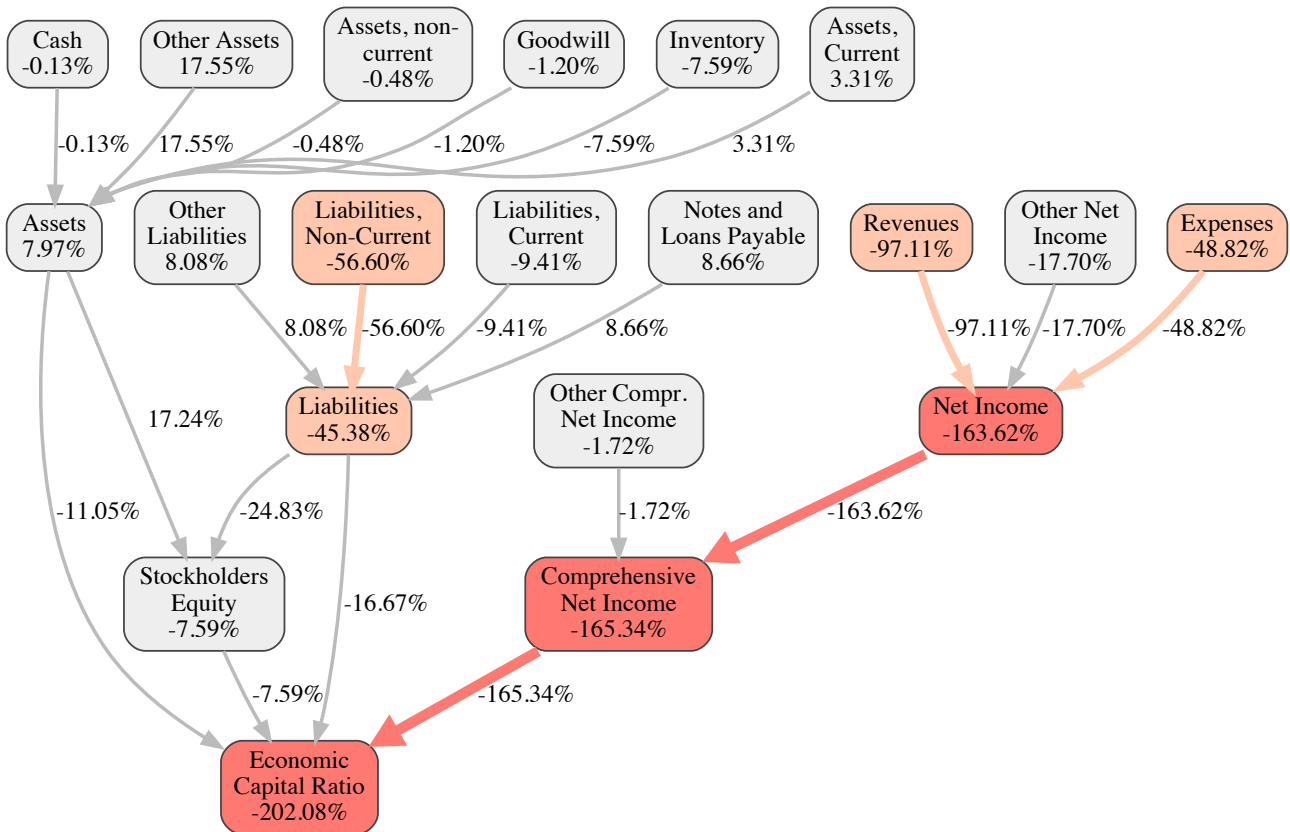 Cash
-0.13%
Other Assets
17.55%
Assets, non-
current
-0.48%
Goodwill
-1.20%
Inventory
-7.59%
Assets,
Current
3.31%
-0.13%
17.55%
-0.48%
-1.20%
-7.59%
3.31%
Assets
7.97%
Other
Liabilities
8.08%
Liabilities,
Non-Current
-56.60%
Liabilities,
Current
-9.41%
Notes and
Loans Payable
8.66%
Revenues
-97.11%
Other Net
Income
-17.70%
Expenses
-48.82%
8.08%
-56.60%
-9.41%
8.66%
-97.11%
-17.70%
-48.82%
17.24%
Liabilities
-45.38%
Other Compr.
Net Income
-1.72%
Net Income
-163.62%
-11.05%
-24.83%
-1.72%
-163.62%
Stockholders
Equity
-7.59%
-16.67%
Comprehensive
Net Income
-165.34%
-7.59%
-165.34%
Economic
Capital Ratio
-202.08%